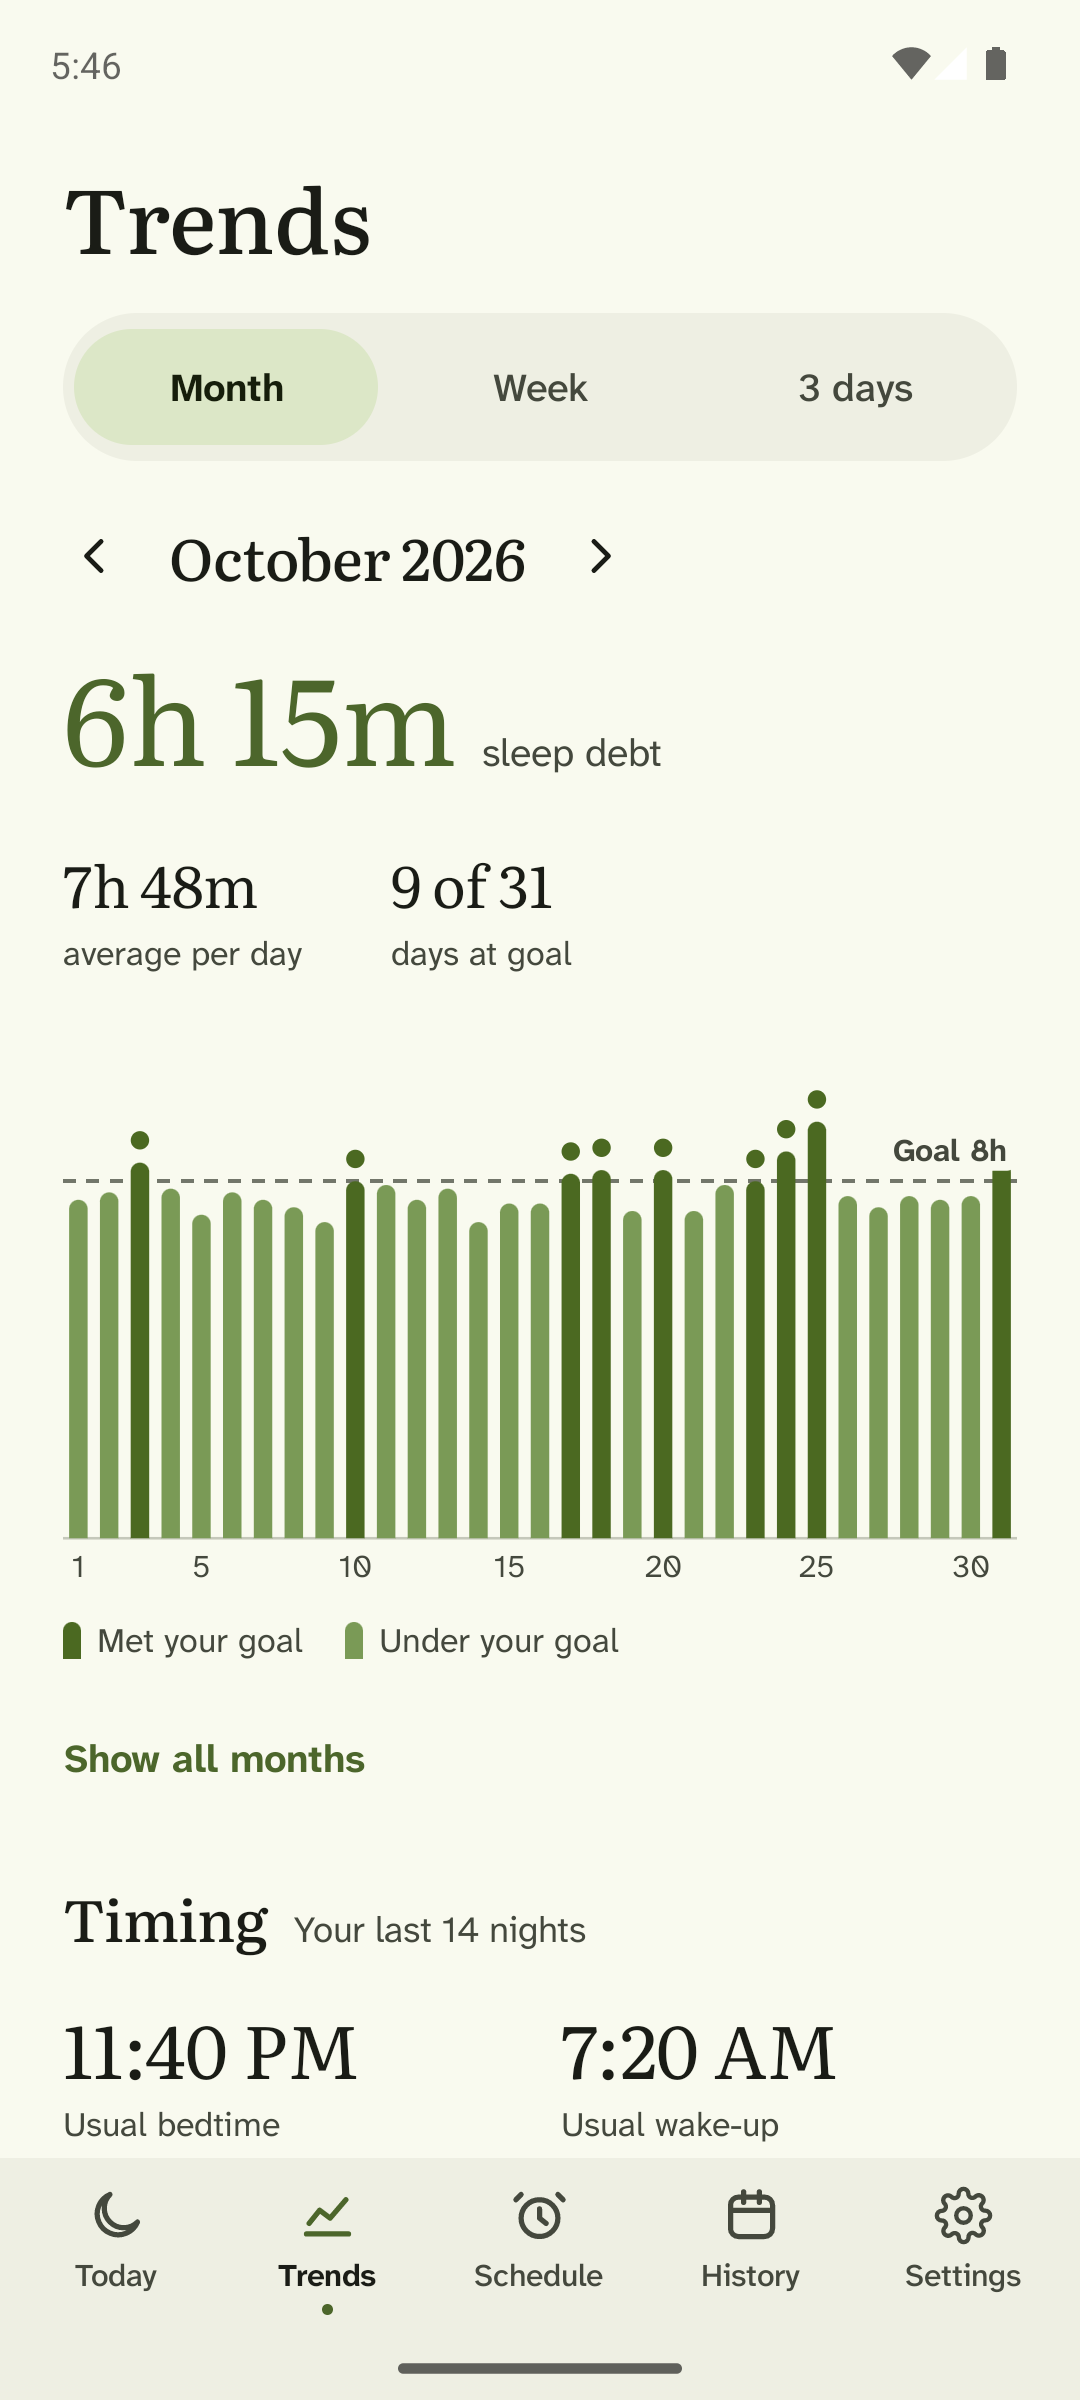 5:46
Trends
Month Week 3 days
October 2026
6h 15m sleep debt
7h 48m 9 of 31
average per day days at goal
Goal 8h
1 5 10 15 20 25 30
Met your goal Under your goal
Show all months
Timing Your last 14 nights
11:40 PM 7:20 AM
Usual bedtime Usual wake-up
Today Trends Schedule History Settings